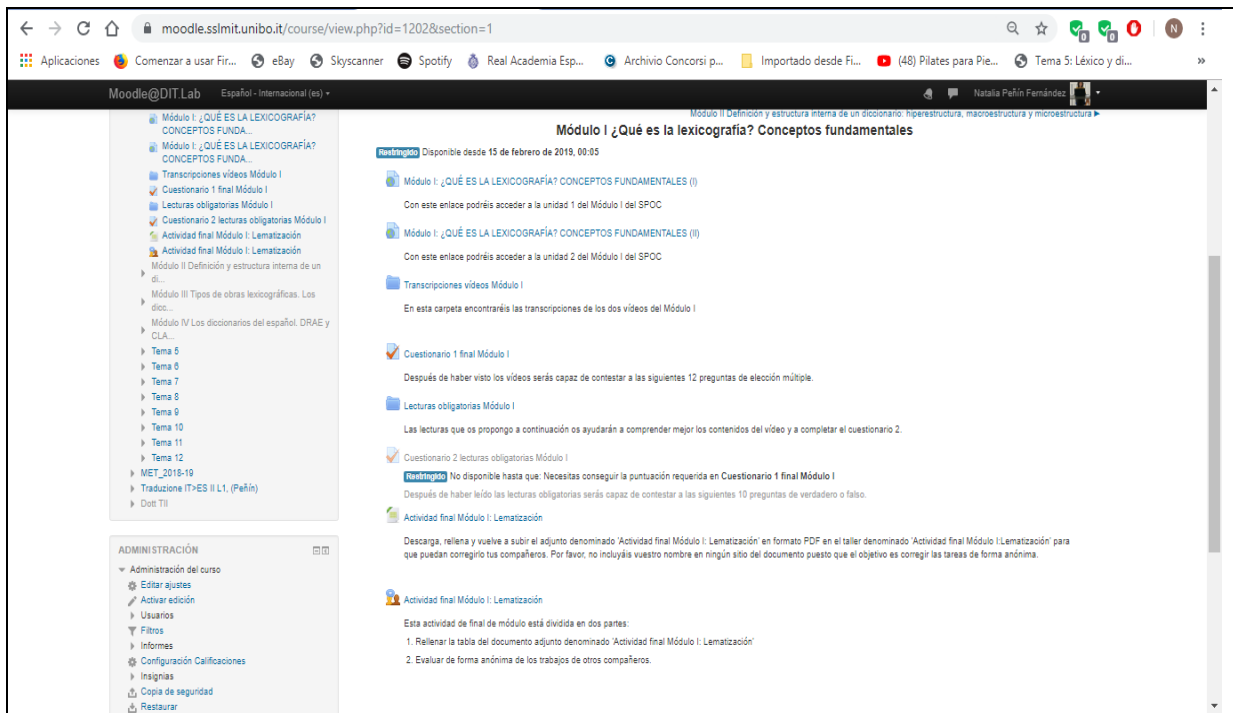 moodle.sslmit.unibo.it/course/view.php?id=1202&section=1
0
0
N
Aplicaciones
Comenzar a usar Fir...
eBay
Skyscanner
Spotify
Real Academia Esp...
Archivio Concorsi p...
Importado desde Fi...
(48) Pilates para Pie...
Tema 5: Léxico y di...
»
Moodle@DIT.Lab
Español - Internacional (es)
Natalia Peñín Fernández
Módulo I: ¿QUÉ ES LA LEXICOGRAFÍA?
CONCEPTOS FUNDA...
Módulo I: ¿QUÉ ES LA LEXICOGRAFÍA?
CONCEPTOS FUNDA...
Transcripciones vídeos Módulo I
Cuestionario 1 final Módulo I
Lecturas obligatorias Módulo I
Cuestionario 2 lecturas obligatorias Módulo I
Actividad final Módulo I: Lematización
Actividad final Módulo I: Lematización
Módulo II Definición y estructura interna de un
di...
Módulo III Tipos de obras lexicográficas. Los
dicc...
Módulo IV Los diccionarios del español. DRAE y
CLA...
Tema 5
Tema 6
Tema 7
Tema 8
Tema 9
Tema 10
Tema 11
Tema 12
MET_2018-19
Traduzione IT>ES II L1, (Peñín)
Dott TII
ADMINISTRACIÓN
Administración del curso
Editar ajustes
Activar edición
Usuarios
Filtros
Informes
Configuración Calificaciones
Insignias
Copia de seguridad
Restaurar
Módulo II Definición y estructura interna de un diccionario: hiperestructura, macroestructura y microestructura ►
Módulo I ¿Qué es la lexicografía? Conceptos fundamentales
Restringido Disponible desde 15 de febrero de 2019, 00:05
Módulo I: ¿QUÉ ES LA LEXICOGRAFÍA? CONCEPTOS FUNDAMENTALES (I)
Con este enlace podréis acceder a la unidad 1 del Módulo I del SPOC
Módulo I: ¿QUÉ ES LA LEXICOGRAFÍA? CONCEPTOS FUNDAMENTALES (II)
Con este enlace podréis acceder a la unidad 2 del Módulo I del SPOC
Transcripciones vídeos Módulo I
En esta carpeta encontraréis las transcripciones de los dos vídeos del Módulo I
Cuestionario 1 final Módulo I
Después de haber visto los vídeos serás capaz de contestar a las siguientes 12 preguntas de elección múltiple.
Lecturas obligatorias Módulo I
Las lecturas que os propongo a continuación os ayudarán a comprender mejor los contenidos del vídeo y a completar el cuestionario 2.
Cuestionario 2 lecturas obligatorias Módulo I
Restringido No disponible hasta que: Necesitas conseguir la puntuación requerida en Cuestionario 1 final Módulo I
Después de haber leído las lecturas obligatorias serás capaz de contestar a las siguientes 10 preguntas de verdadero o falso.
Actividad final Módulo I: Lematización
Descarga, rellena y vuelve a subir el adjunto denominado 'Actividad final Módulo I: Lematización' en formato PDF en el taller denominado 'Actividad final Módulo I:Lematización' para
que puedan corregirlo tus compañeros. Por favor, no incluyáis vuestro nombre en ningún sitio del documento puesto que el objetivo es corregir las tareas de forma anónima.
Actividad final Módulo I: Lematización
Esta actividad de final de módulo está dividida en dos partes:
1. Rellenar la tabla del documento adjunto denominado 'Actividad final Módulo I: Lematización'
2. Evaluar de forma anónima de los trabajos de otros compañeros.